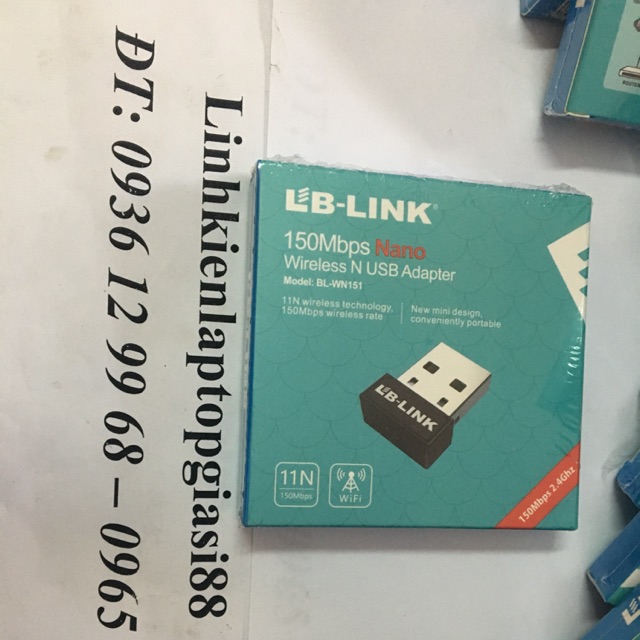 Linhkienlaptopgiasi88
ĐT: 0936 12 99 68 – 0965
LB-LINK®
150Mbps Nano
Wireless N USB Adapter
Model: BL-WN151
11N wireless technology,
150Mbps wireless rate
New mini design,
conveniently portable
LB-LINK
11N
150Mbps
WiFi
150Mbps 2.4Ghz